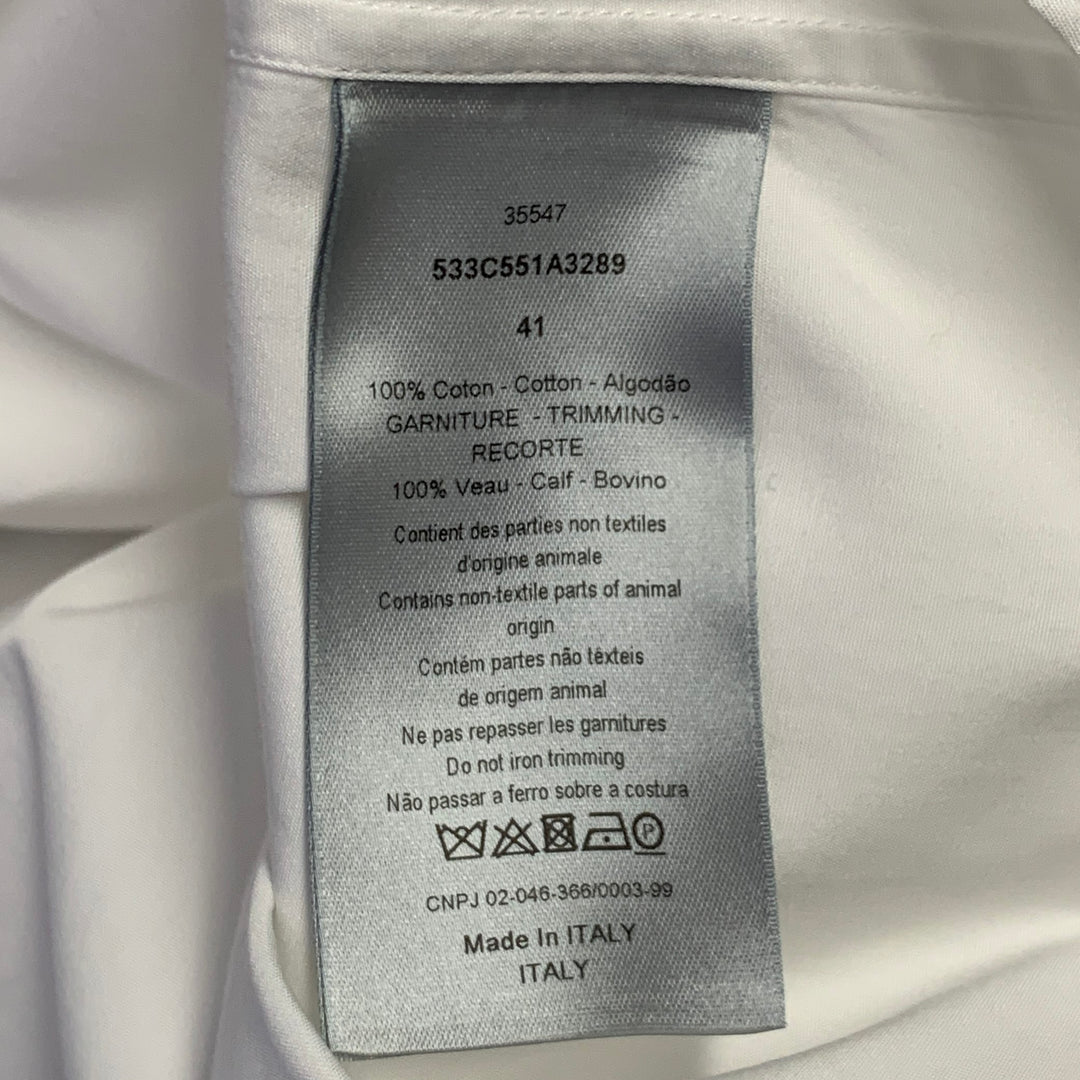 35547
533C551A3289
41
100% Coton - Cotton - Algodão
GARNITURE - TRIMMING -
RECORTE
100% Veau - Calf - Bovino
Contient des parties non textiles
d'origine animale
Contains non-textile parts of animal
origin
Contém partes não têxteis
de origem animal
Ne pas repasser les garnitures
Do not iron trimming
Não passar a ferro sobre a costura
P
CNPJ 02-046-366/0003-99
Made In ITALY
ITALY